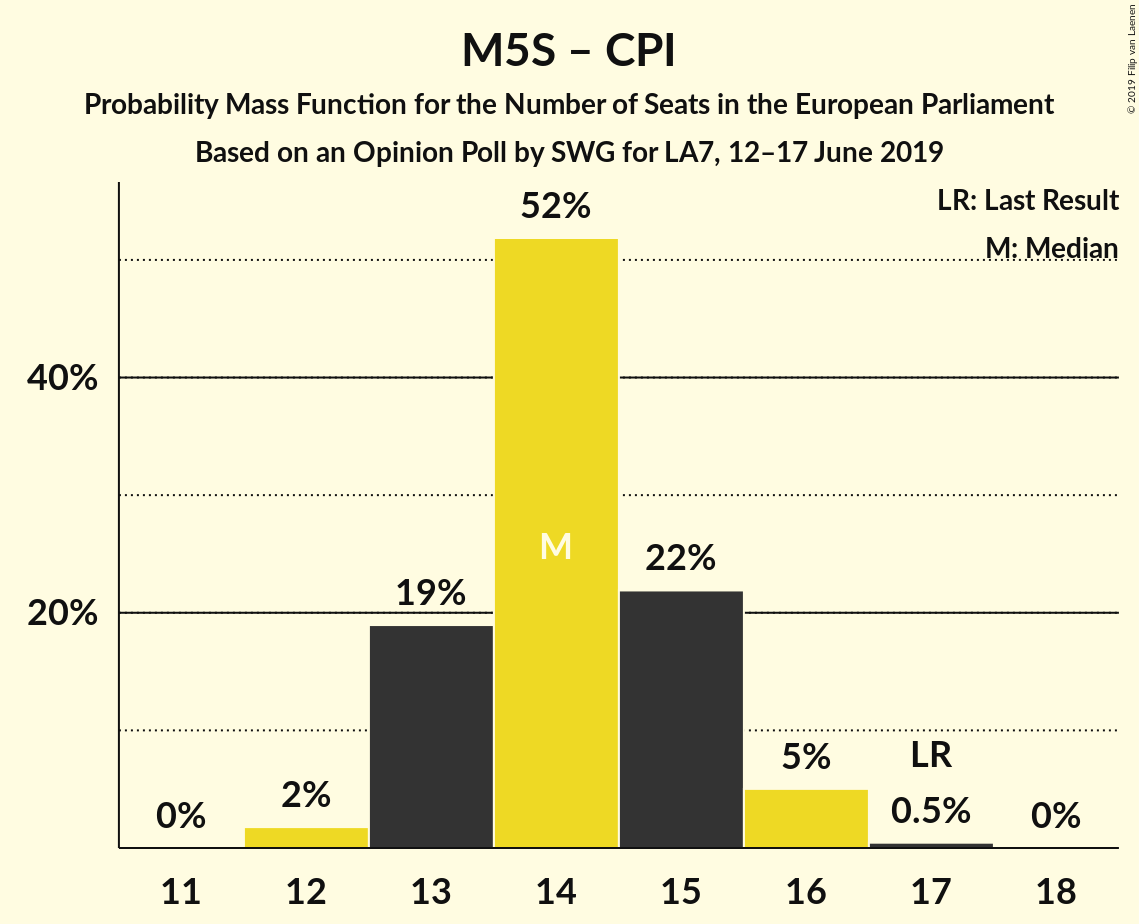 M5S – CPI
Probability Mass Function for the Number of Seats in the European Parliament
Based on an Opinion Poll by SWG for LA7, 12–17 June 2019
© 2019 Filip van Laenen
LR: Last Result
M: Median
52%
40%
M
22%
19%
20%
5%
LR
2%
0.5%
0%
0%
11 12 13 14 15 16 17 18